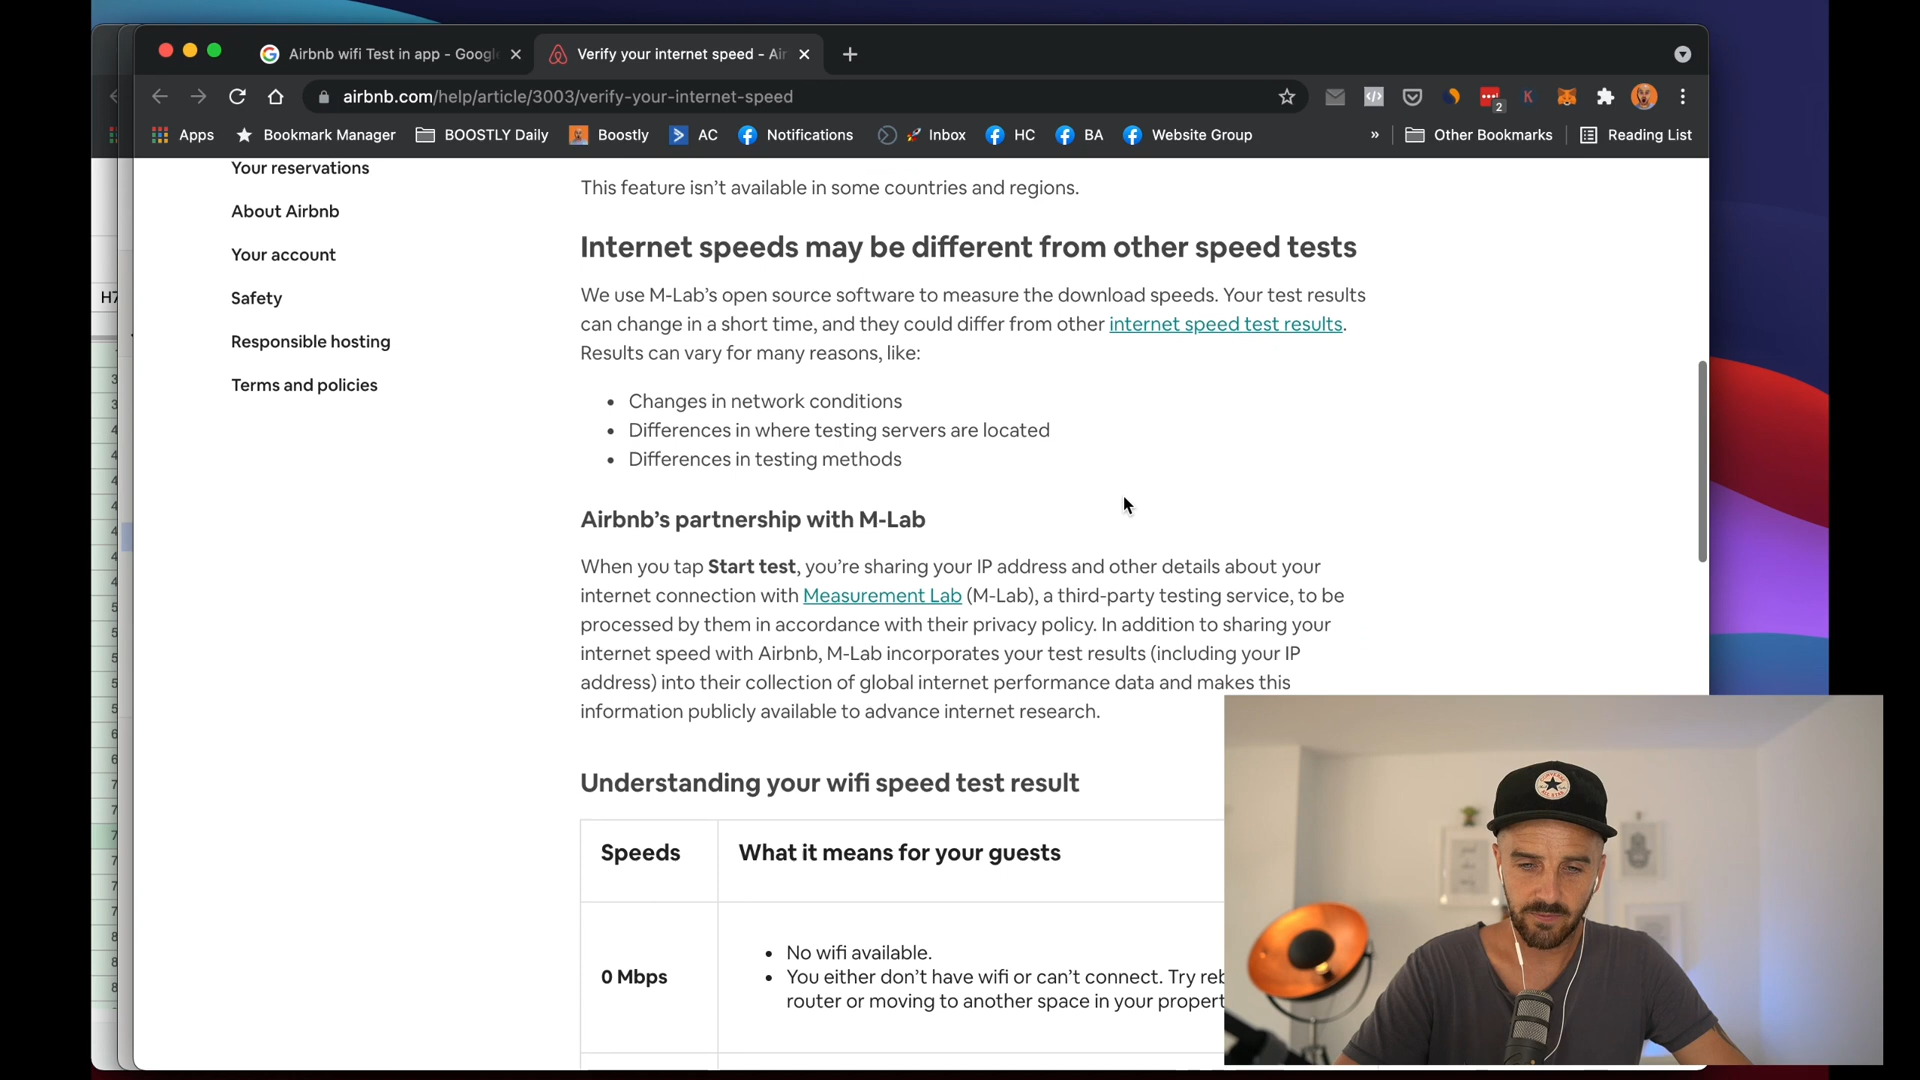 Airbnb wifi Test in app - Googl
Verify your internet speed - Air
airbnb.com/help/article/3003/verify-your-internet-speed
2
Apps
Bookmark Manager
BOOSTLY Daily
Boostly
AC
Notifications
Inbox
HC
BA
Website Group
»
Other Bookmarks
Reading List
Your reservations
About Airbnb
Your account
Safety
Responsible hosting
Terms and policies
This feature isn’t available in some countries and regions.
Internet speeds may be different from other speed tests
We use M-Lab’s open source software to measure the download speeds. Your test results
can change in a short time, and they could differ from other internet speed test results.
Results can vary for many reasons, like:
• Changes in network conditions
• Differences in where testing servers are located
• Differences in testing methods
Airbnb’s partnership with M-Lab
When you tap Start test, you’re sharing your IP address and other details about your
internet connection with Measurement Lab (M-Lab), a third-party testing service, to be
processed by them in accordance with their privacy policy. In addition to sharing your
internet speed with Airbnb, M-Lab incorporates your test results (including your IP
address) into their collection of global internet performance data and makes this
information publicly available to advance internet research.
Understanding your wifi speed test result
Speeds
What it means for your guests
0 Mbps
• No wifi available.
• You either don’t have wifi or can’t connect. Try reb
router or moving to another space in your propert
H7
CONVERSE
ALL STAR